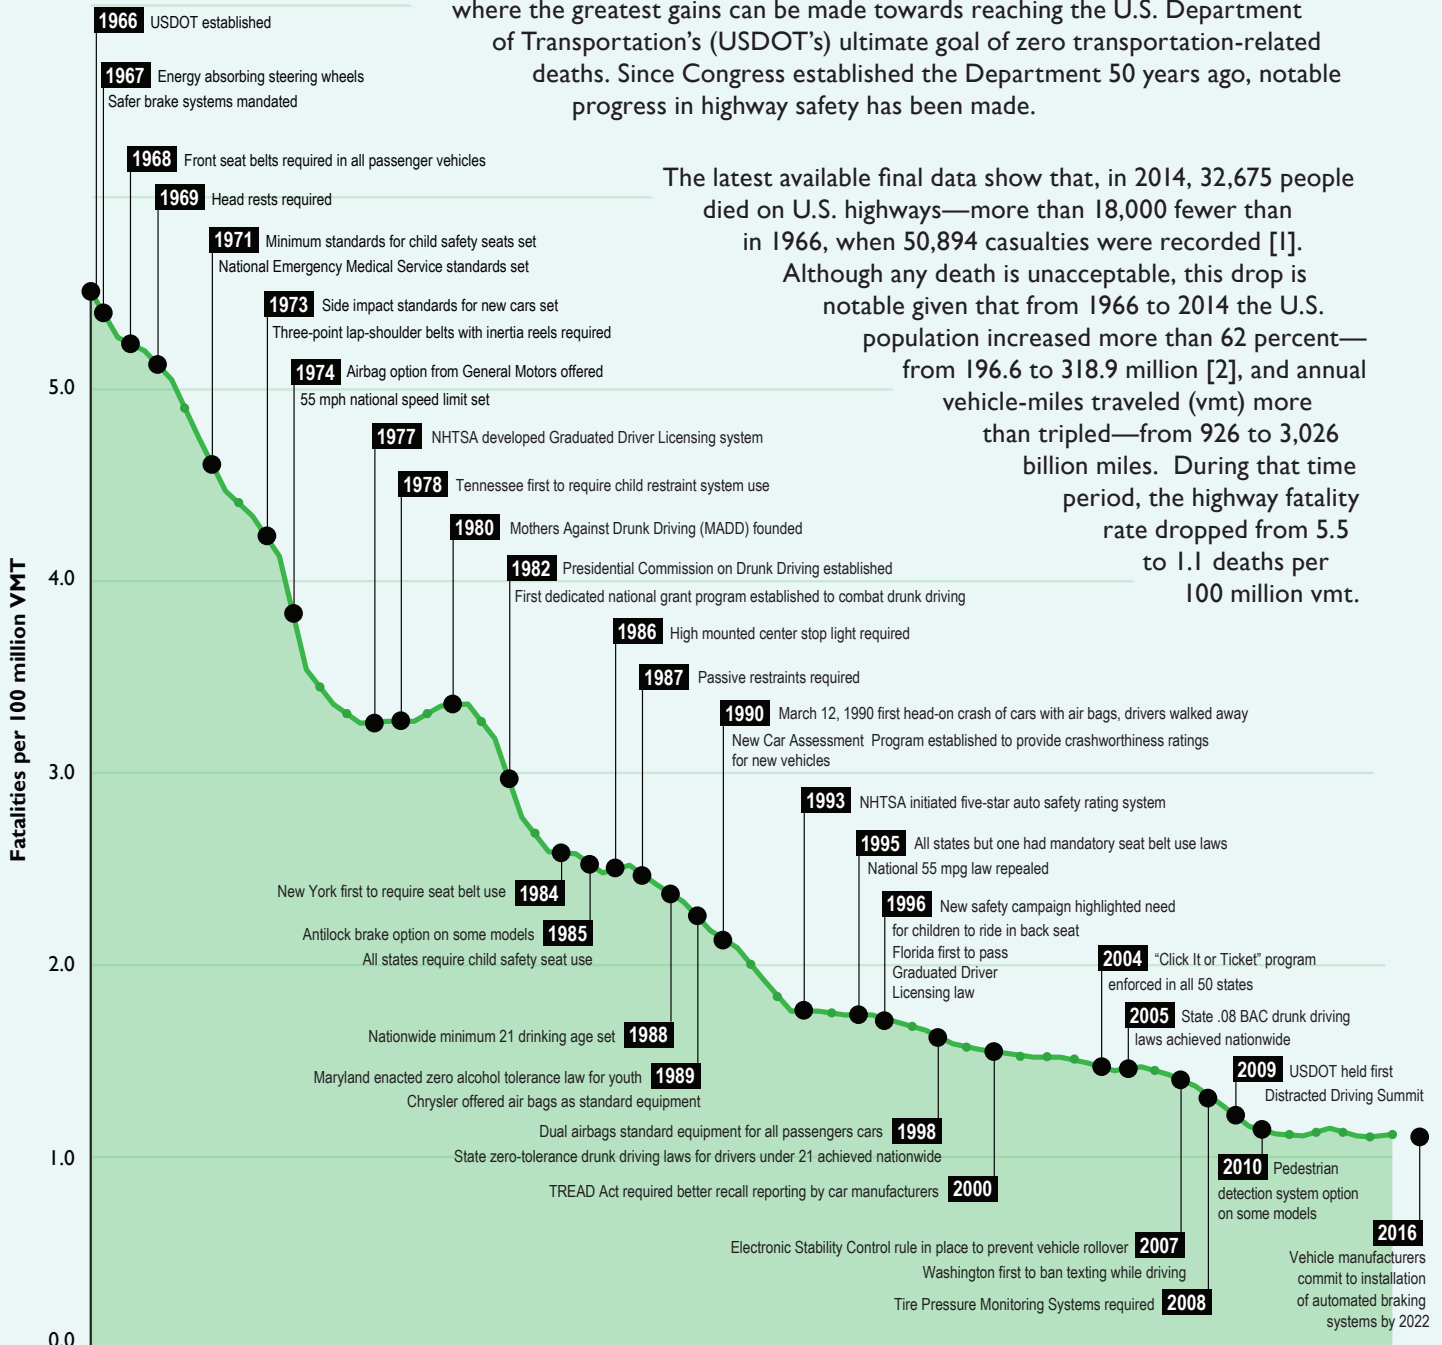 where the greatest gains can be made towards reaching the U.S. Department
of Transportation's (USDOT's) ultimate goal of zero transportation-related
deaths. Since Congress established the Department 50 years ago, notable
progress in highway safety has been made.
The latest available final data show that, in 2014, 32,675 people
died on U.S. highways—more than 18,000 fewer than
in 1966, when 50,894 casualties were recorded [1].
Although any death is unacceptable, this drop is
notable given that from 1966 to 2014 the U.S.
population increased more than 62 percent—
from 196.6 to 318.9 million [2], and annual
vehicle-miles traveled (vmt) more
than tripled—from 926 to 3,026
billion miles.  During that time
period, the highway fatality
rate dropped from 5.5
to 1.1 deaths per
100 million vmt.
Fatalities per 100 million VMT
5.0
4.0
3.0
2.0
1.0
0.0
1966 USDOT established
1967 Energy absorbing steering wheels
Safer brake systems mandated
1968 Front seat belts required in all passenger vehicles
1969 Head rests required
1971 Minimum standards for child safety seats set
National Emergency Medical Service standards set
1973 Side impact standards for new cars set
Three-point lap-shoulder belts with inertia reels required
1974 Airbag option from General Motors offered
55 mph national speed limit set
1977 NHTSA developed Graduated Driver Licensing system
1978 Tennessee first to require child restraint system use
1980 Mothers Against Drunk Driving (MADD) founded
1982 Presidential Commission on Drunk Driving established
First dedicated national grant program established to combat drunk driving
New York first to require seat belt use 1984
Antilock brake option on some models 1985
All states require child safety seat use
1986 High mounted center stop light required
1987 Passive restraints required
Nationwide minimum 21 drinking age set 1988
Maryland enacted zero alcohol tolerance law for youth 1989
Chrysler offered air bags as standard equipment
1990 March 12, 1990 first head-on crash of cars with air bags, drivers walked away
New Car Assessment  Program established to provide crashworthiness ratings
for new vehicles
1993 NHTSA initiated five-star auto safety rating system
1995 All states but one had mandatory seat belt use laws
National 55 mpg law repealed
1996 New safety campaign highlighted need
for children to ride in back seat
Florida first to pass
Graduated Driver
Licensing law
Dual airbags standard equipment for all passengers cars 1998
State zero-tolerance drunk driving laws for drivers under 21 achieved nationwide
TREAD Act required better recall reporting by car manufacturers 2000
2004 "Click It or Ticket" program
enforced in all 50 states
2005 State .08 BAC drunk driving
laws achieved nationwide
Electronic Stability Control rule in place to prevent vehicle rollover 2007
Washington first to ban texting while driving
Tire Pressure Monitoring Systems required 2008
2009 USDOT held first
Distracted Driving Summit
2010 Pedestrian
detection system option
on some models
2016
Vehicle manufacturers
commit to installation
of automated braking
systems by 2022